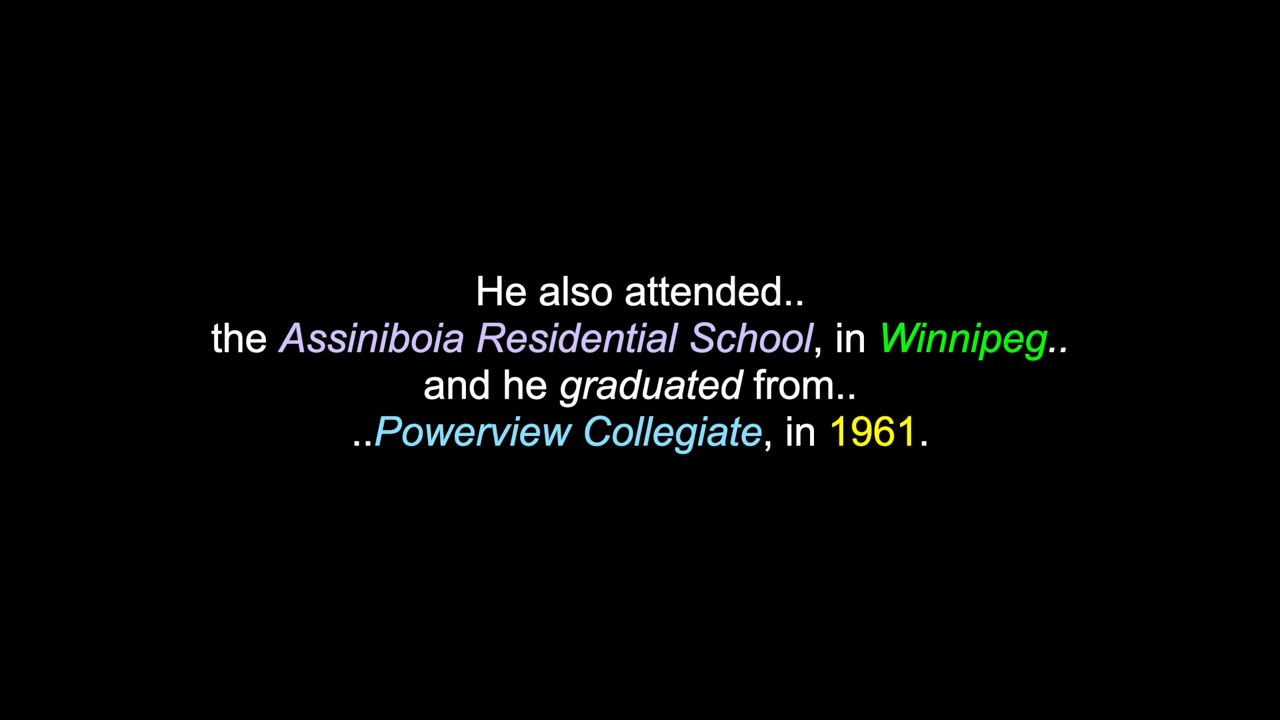 He also attended..
the Assiniboia Residential School, in Winnipeg..
and he graduated from..
..Powerview Collegiate, in 1961.